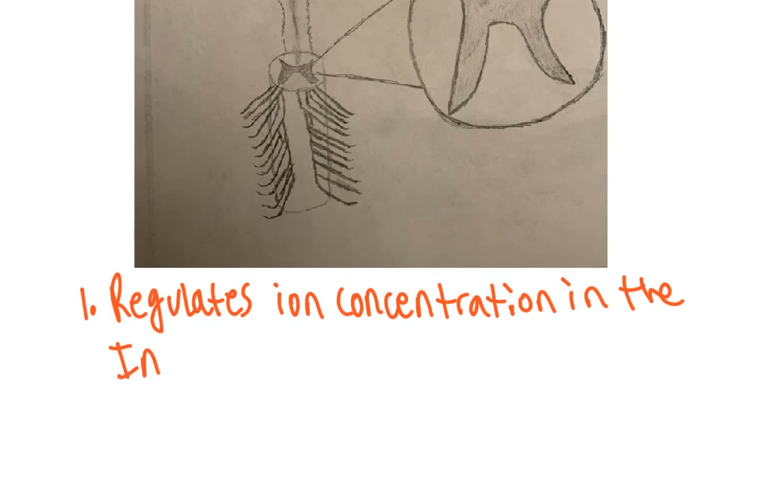 1. Regulates ion concentration in the
In